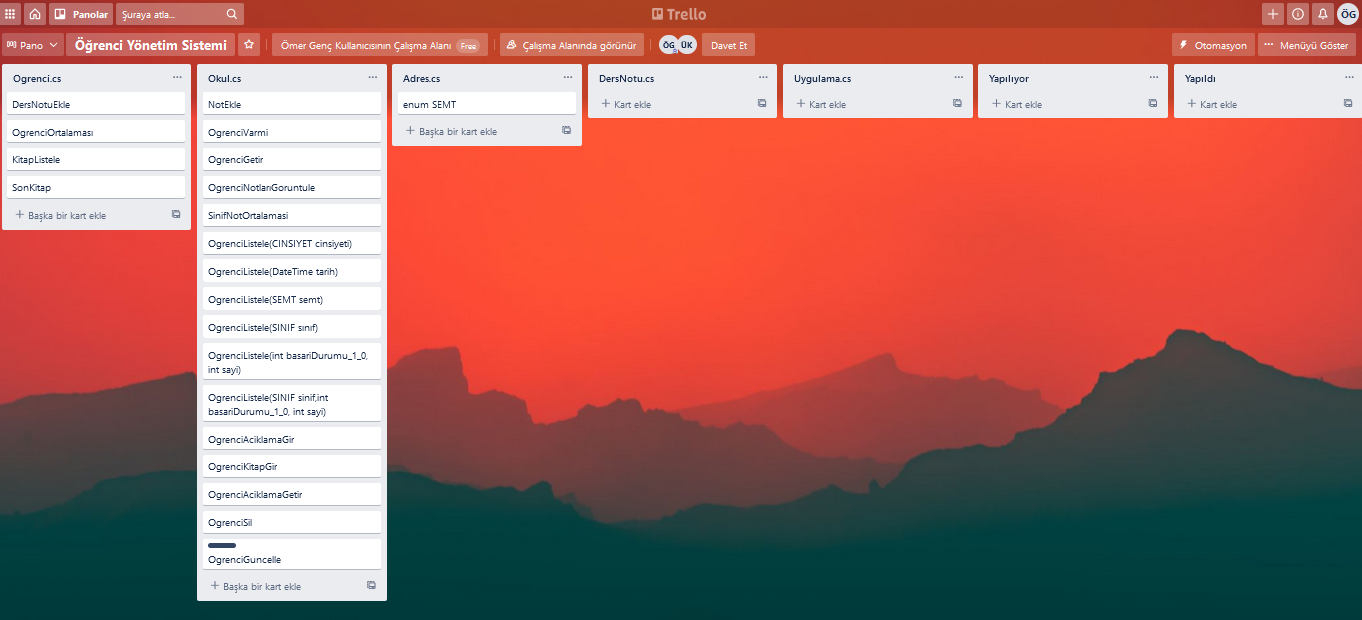 Panolar
Şuraya atla...
Trello
ÖG
Pano
Öğrenci Yönetim Sistemi
Ömer Genç Kullanıcısının Çalışma Alanı Free
Çalışma Alanında görünür
ÖG ÜK
Davet Et
Otomasyon
Menüyü Göster
Ogrenci.cs
DersNotuEkle
OgrenciOrtalaması
KitapListele
SonKitap
Başka bir kart ekle
Okul.cs
NotEkle
OgrenciVarmi
OgrenciGetir
OgrenciNotlarıGoruntule
SinifNotOrtalamasi
OgrenciListele(CINSIYET cinsiyeti)
OgrenciListele(DateTime tarih)
OgrenciListele(SEMT semt)
OgrenciListele(SINIF sınıf)
OgrenciListele(int basariDurumu_1_0,
int sayi)
OgrenciListele(SINIF sinif,int
basariDurumu_1_0, int sayi)
OgrenciAciklamaGir
OgrenciKitapGir
OgrenciAciklamaGetir
OgrenciSil
OgrenciGuncelle
Başka bir kart ekle
Adres.cs
enum SEMT
Başka bir kart ekle
DersNotu.cs
Kart ekle
Uygulama.cs
Kart ekle
Yapılıyor
Kart ekle
Yapıldı
Kart ekle